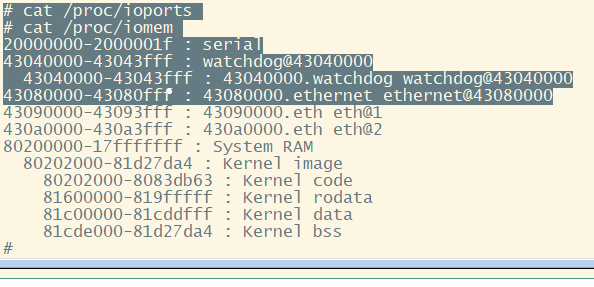 # cat /proc/ioports
# cat /proc/iomem
20000000-2000001f : serial
43040000-43043fff : watchdog@43040000
  43040000-43043fff : 43040000.watchdog watchdog@43040000
43080000-43080fff : 43080000.ethernet ethernet@43080000
43090000-43093fff : 43090000.eth eth@1
430a0000-430a3fff : 430a0000.eth eth@2
80200000-17fffffff : System RAM
  80202000-81d27da4 : Kernel image
    80202000-8083db63 : Kernel code
    81600000-819fffff : Kernel rodata
    81c00000-81cddfff : Kernel data
    81cde000-81d27da4 : Kernel bss
#